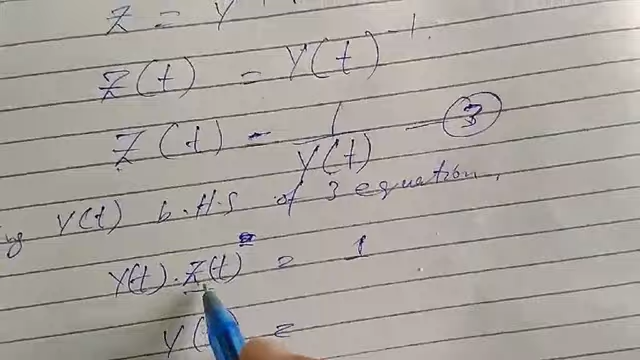 Z = Y
Z(t) = Y(t)^-1
Z(t) = 1/Y(t) — ③
Y(t) b.H.S of 3 equation.
Y(t) . Z(t) = 1
Y( =